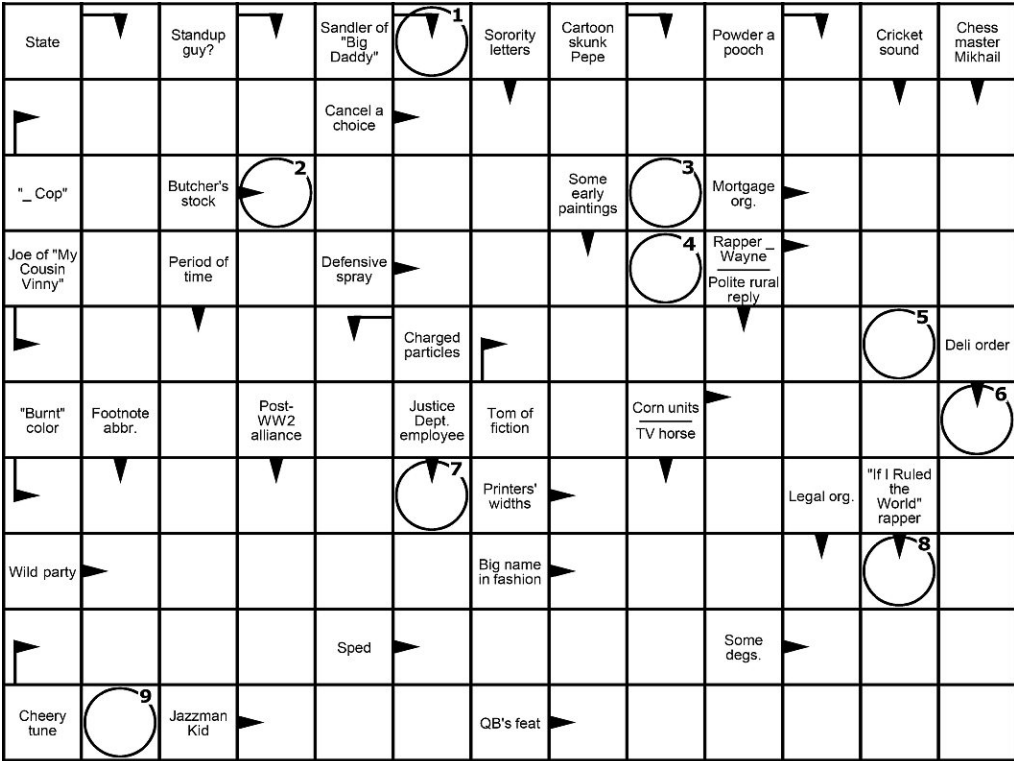 State
Standup
guy?
Sandler of
"Big
Daddy"
1
Sorority
letters
Cartoon
skunk
Pepe
Powder a
pooch
Cricket
sound
Chess
master
Mikhail
Cancel a
choice
"_ Cop"
Butcher's
stock
2
Some
early
paintings
3
Mortgage
org.
Joe of "My
Cousin
Vinny"
Period of
time
Defensive
spray
4
Rapper _
Wayne
Polite rural
reply
Charged
particles
5
Deli order
"Burnt"
color
Footnote
abbr.
Post-
WW2
alliance
Justice
Dept.
employee
Tom of
fiction
Corn units
TV horse
6
7
Printers'
widths
Legal org.
"If I Ruled
the
World"
rapper
Wild party
Big name
in fashion
8
Sped
Some
degs.
Cheery
tune
9
Jazzman
Kid
QB's feat